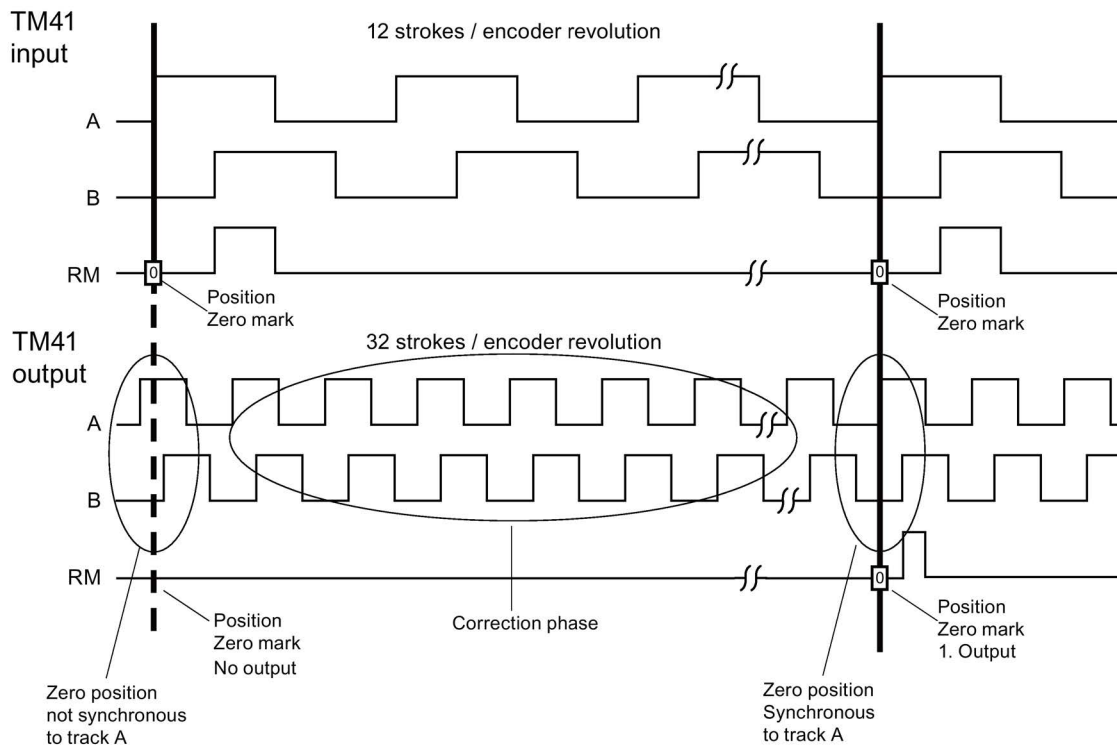 TM41
input
12 strokes / encoder revolution
A
B
RM
0
0
Position
Zero mark
Position
Zero mark
TM41
output
32 strokes / encoder revolution
A
B
RM
0
Position
Zero mark
No output
Correction phase
Position
Zero mark
1. Output
Zero position
not synchronous
to track A
Zero position
Synchronous
to track A